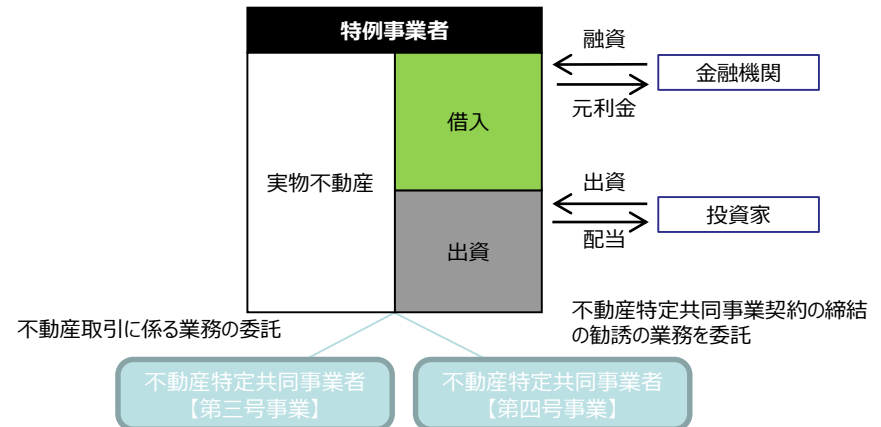 特例事業者
実物不動産
借入
出資
融資
元利金
金融機関
出資
配当
投資家
不動産取引に係る業務の委託
不動産特定共同事業契約の締結
の勧誘の業務を委託
不動産特定共同事業者
【第三号事業】
不動産特定共同事業者
【第四号事業】